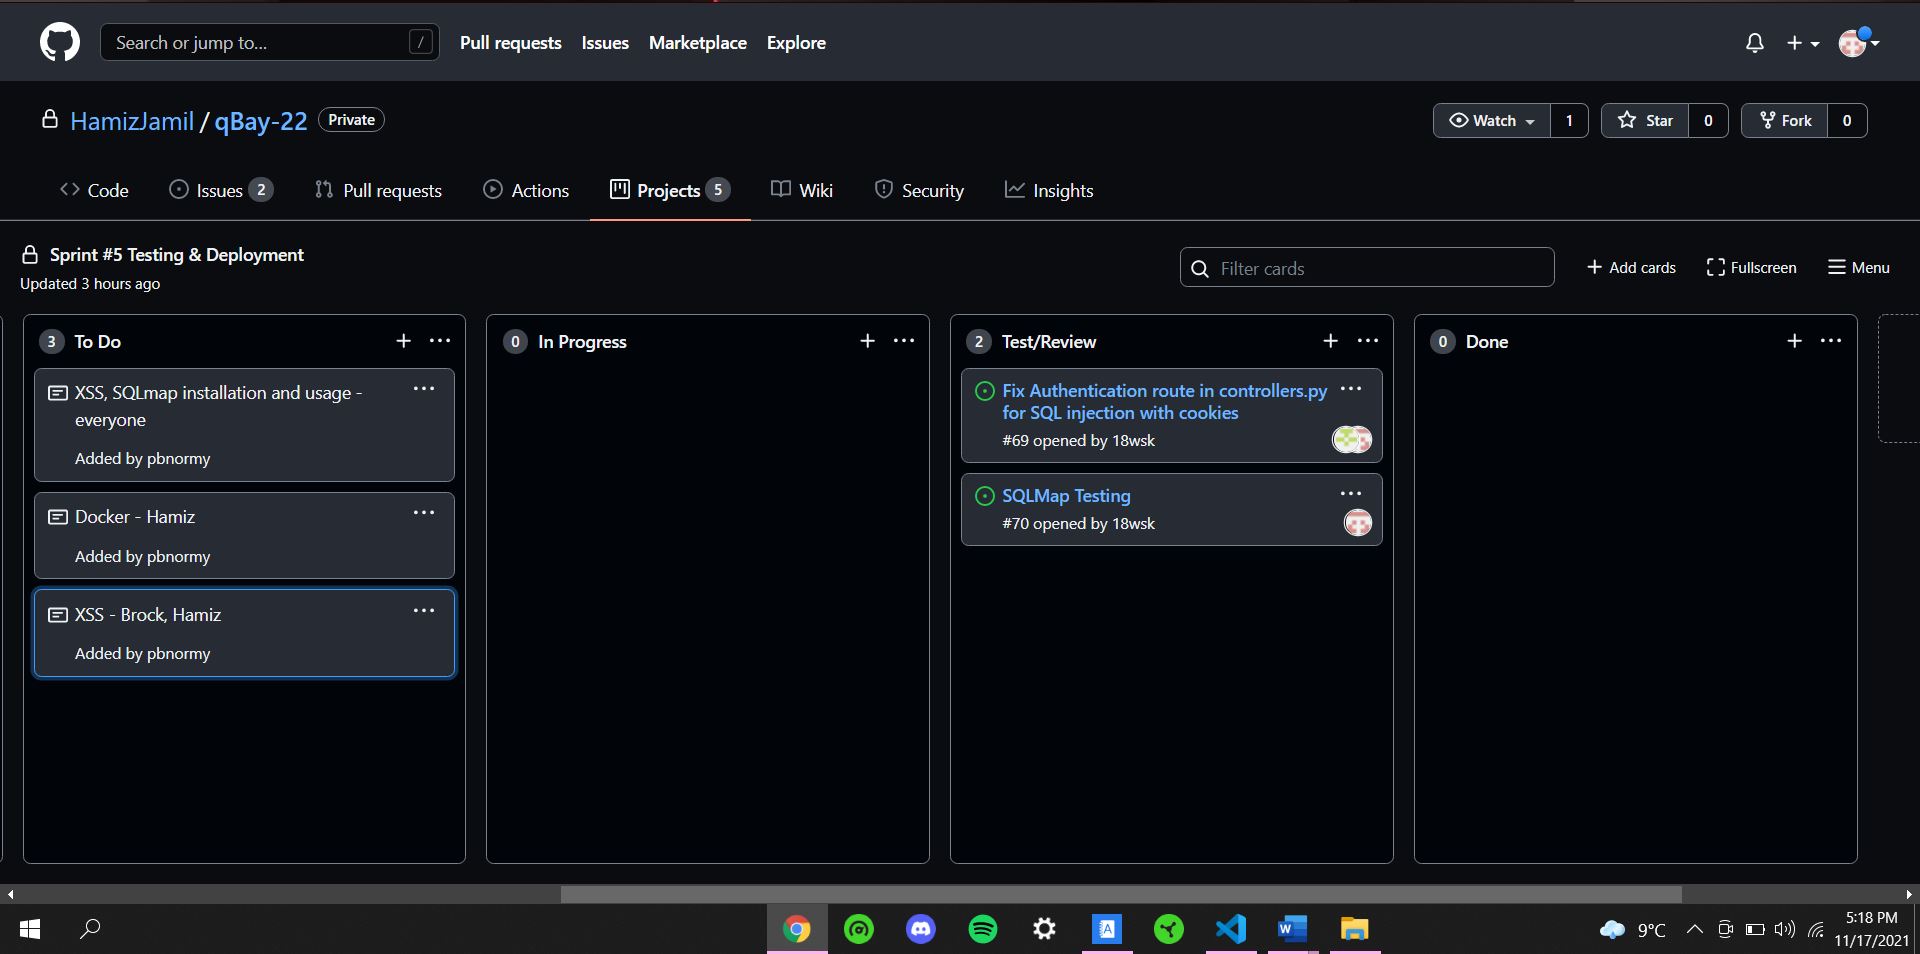 Search or jump to... /
Pull requests Issues Marketplace Explore
HamizJamil / qBay-22 Private
Watch 1 Star 0 Fork 0
Code Issues 2 Pull requests Actions Projects 5 Wiki Security Insights
Sprint #5 Testing & Deployment
Updated 3 hours ago
Filter cards
Add cards Fullscreen Menu
3 To Do
XSS, SQLmap installation and usage -
everyone
Added by pbnormy
Docker - Hamiz
Added by pbnormy
XSS - Brock, Hamiz
Added by pbnormy
0 In Progress
2 Test/Review
Fix Authentication route in controllers.py
for SQL injection with cookies
#69 opened by 18wsk
SQLMap Testing
#70 opened by 18wsk
0 Done
A
W
9°C
5:18 PM
11/17/2021